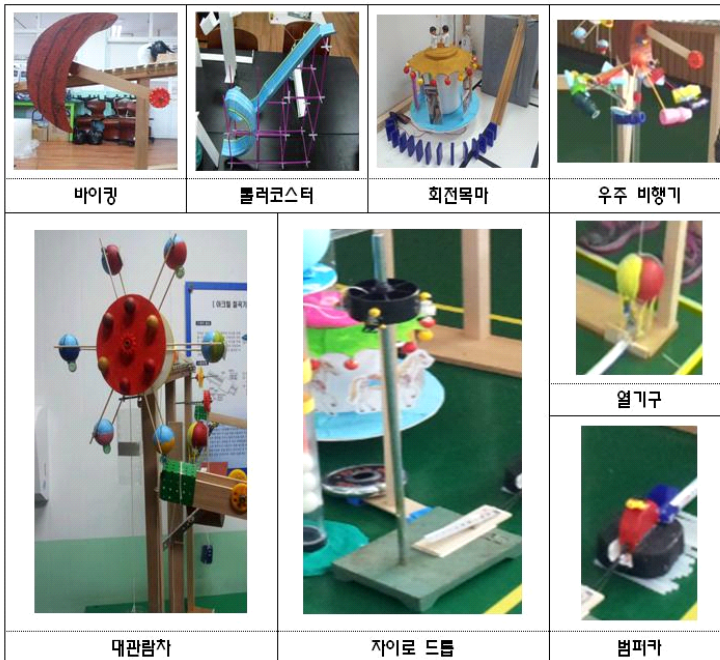 바이킹
롤러코스터
회전목마
우주 비행기
대관람차
자이로 드롭
열기구
범퍼카